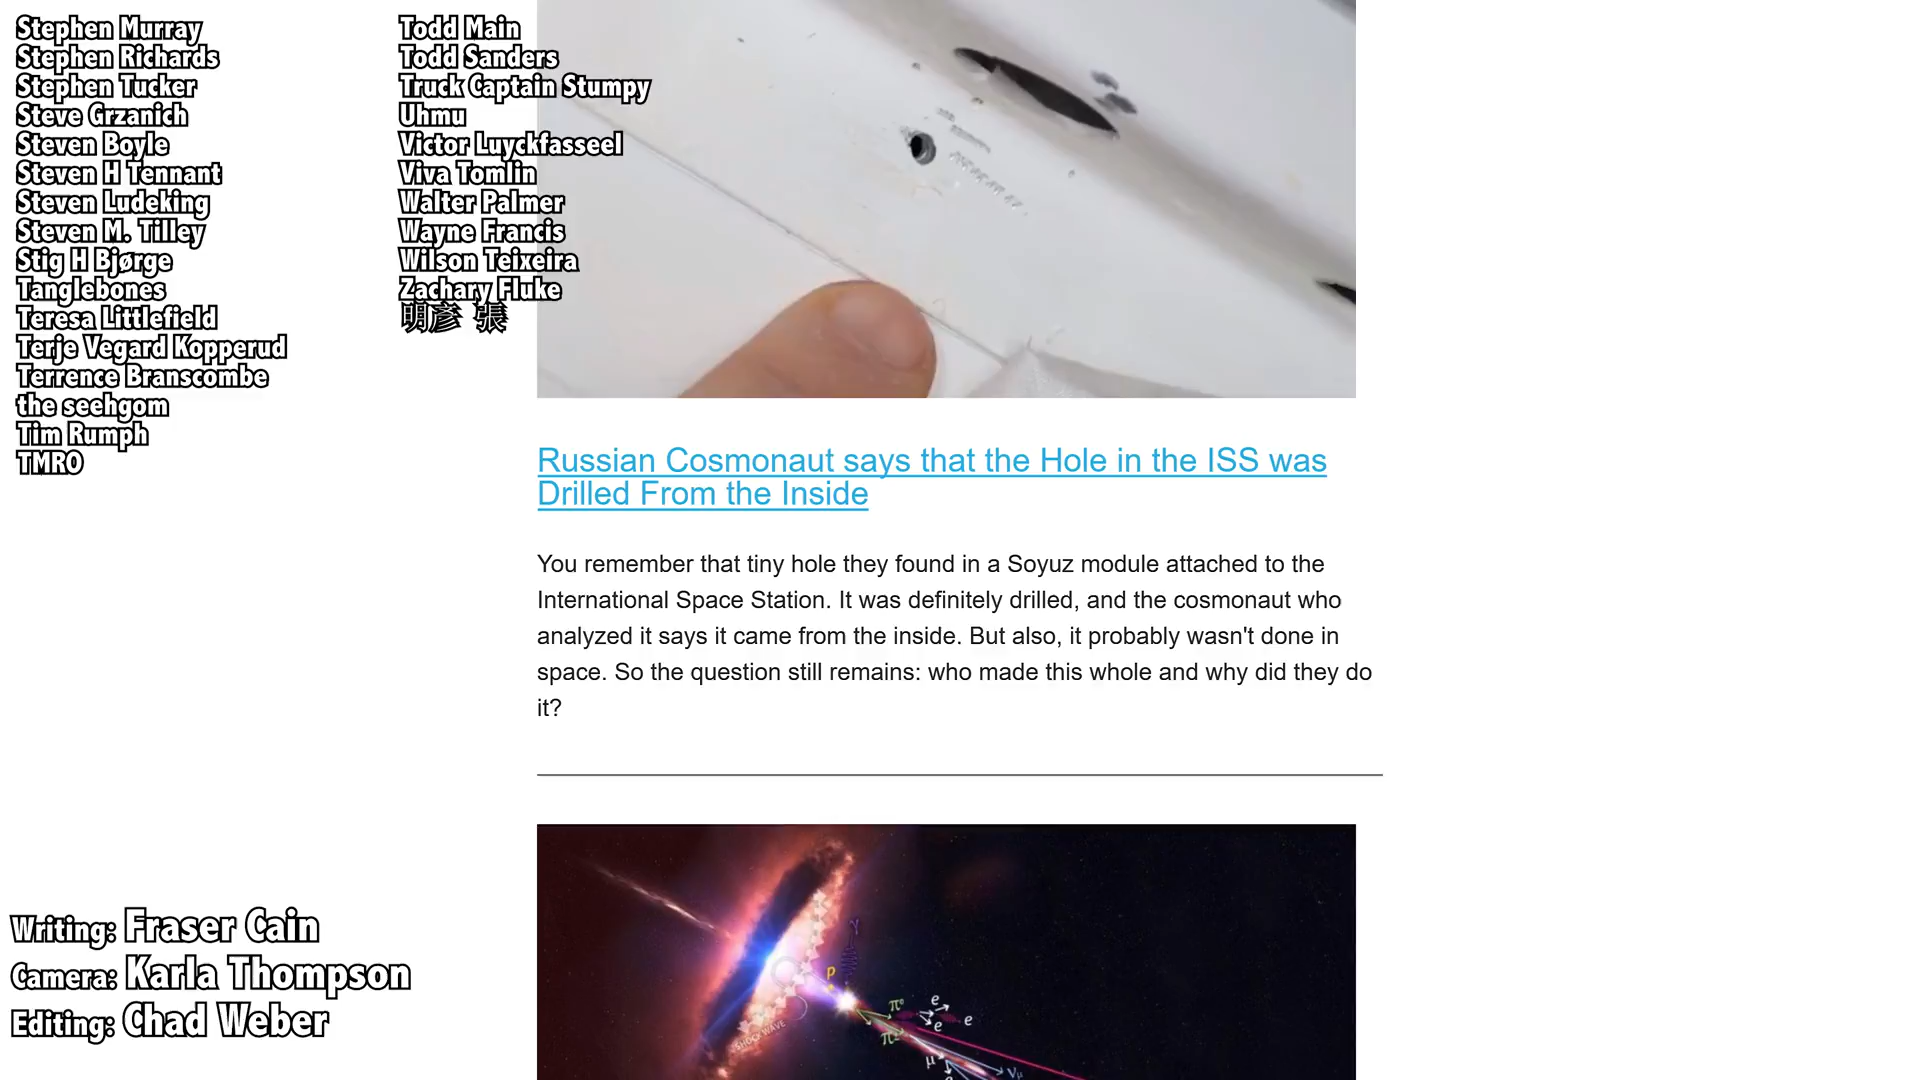 Stephen Murray
Stephen Richards
Stephen Tucker
Steve Grzanich
Steven Boyle
Steven H Tennant
Steven Ludeking
Steven M. Tilley
Stig H Bjørge
Tanglebones
Teresa Littlefield
Terje Vegard Kopperud
Terrence Branscombe
the seehgom
Tim Rumph
TMRO
Todd Main
Todd Sanders
Truck Captain Stumpy
Uhmu
Victor Luyckfasseel
Viva Tomlin
Walter Palmer
Wayne Francis
Wilson Teixeira
Zachary Fluke
明彥 張
Russian Cosmonaut says that the Hole in the ISS was
Drilled From the Inside
You remember that tiny hole they found in a Soyuz module attached to the
International Space Station. It was definitely drilled, and the cosmonaut who
analyzed it says it came from the inside. But also, it probably wasn't done in
space. So the question still remains: who made this whole and why did they do
it?
γ
p
SHOCK WAVE
π⁰
e
e
e
μ
Writing: Fraser Cain
Camera: Karla Thompson
Editing: Chad Weber